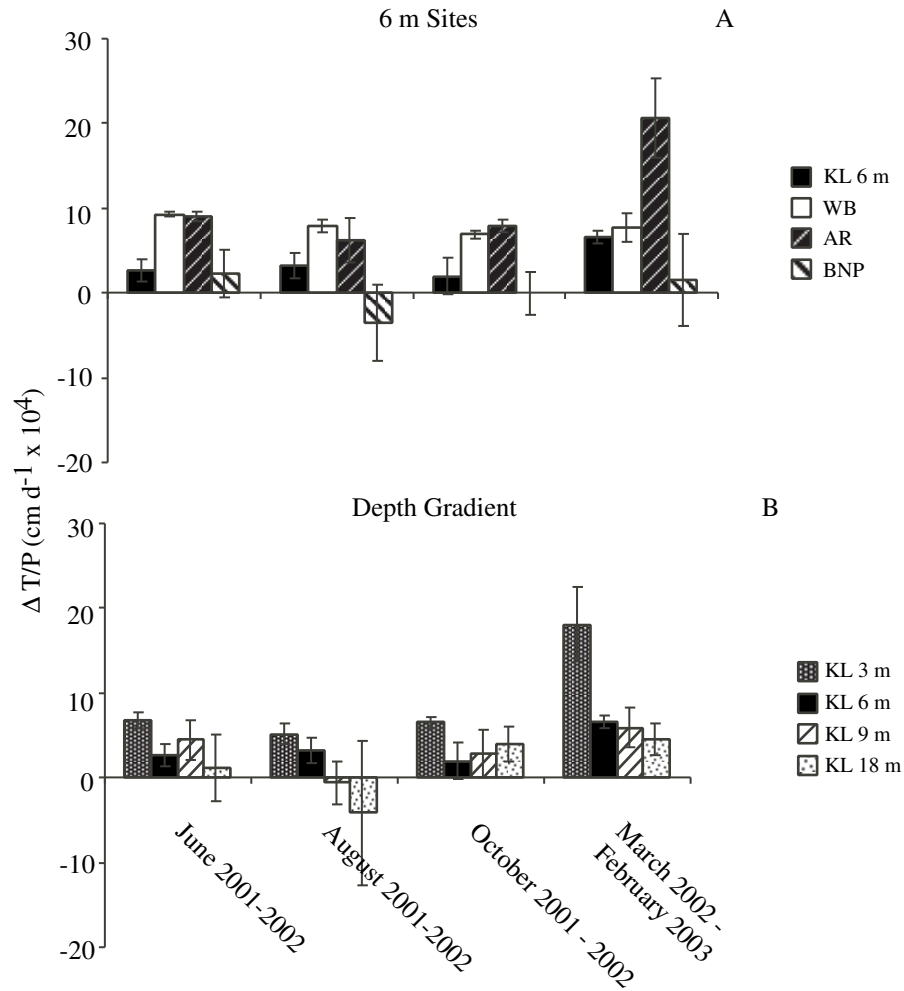 6 m Sites A
30
20
10
0
-10
-20
KL 6 m
WB
AR
BNP
Δ T/P (cm d-1 x 104)
Depth Gradient B
30
20
10
0
-10
-20
KL 3 m
KL 6 m
KL 9 m
KL 18 m
June 2001-2002
August 2001-2002
October 2001 - 2002
March 2002 -
February 2003